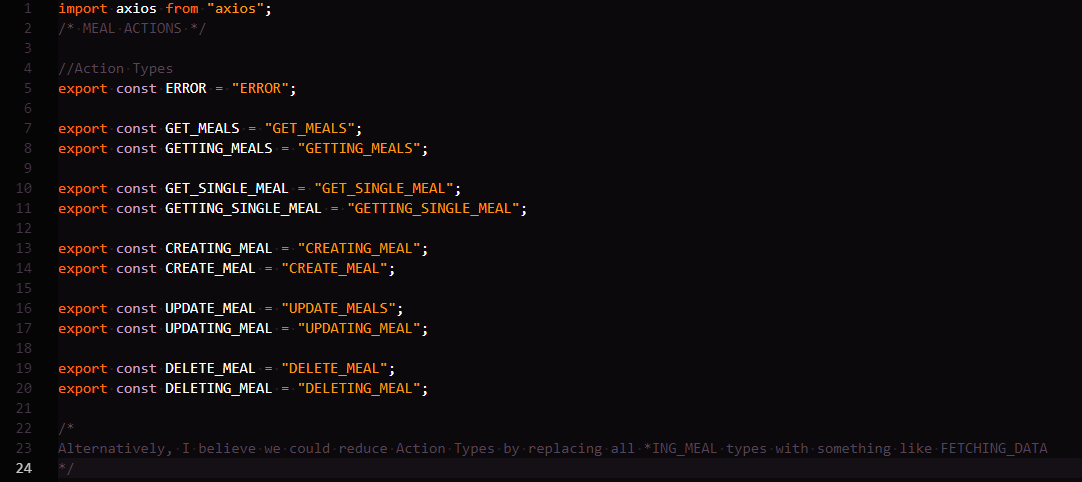 1 import axios from "axios";
2 /* MEAL ACTIONS */
3
4 //Action Types
5 export const ERROR = "ERROR";
6
7 export const GET_MEALS = "GET_MEALS";
8 export const GETTING_MEALS = "GETTING_MEALS";
9
10 export const GET_SINGLE_MEAL = "GET_SINGLE_MEAL";
11 export const GETTING_SINGLE_MEAL = "GETTING_SINGLE_MEAL";
12
13 export const CREATING_MEAL = "CREATING_MEAL";
14 export const CREATE_MEAL = "CREATE_MEAL";
15
16 export const UPDATE_MEAL = "UPDATE_MEALS";
17 export const UPDATING_MEAL = "UPDATING_MEAL";
18
19 export const DELETE_MEAL = "DELETE_MEAL";
20 export const DELETING_MEAL = "DELETING_MEAL";
21
22 /*
23 Alternatively, I believe we could reduce Action Types by replacing all *ING_MEAL types with something like FETCHING_DATA
24 */